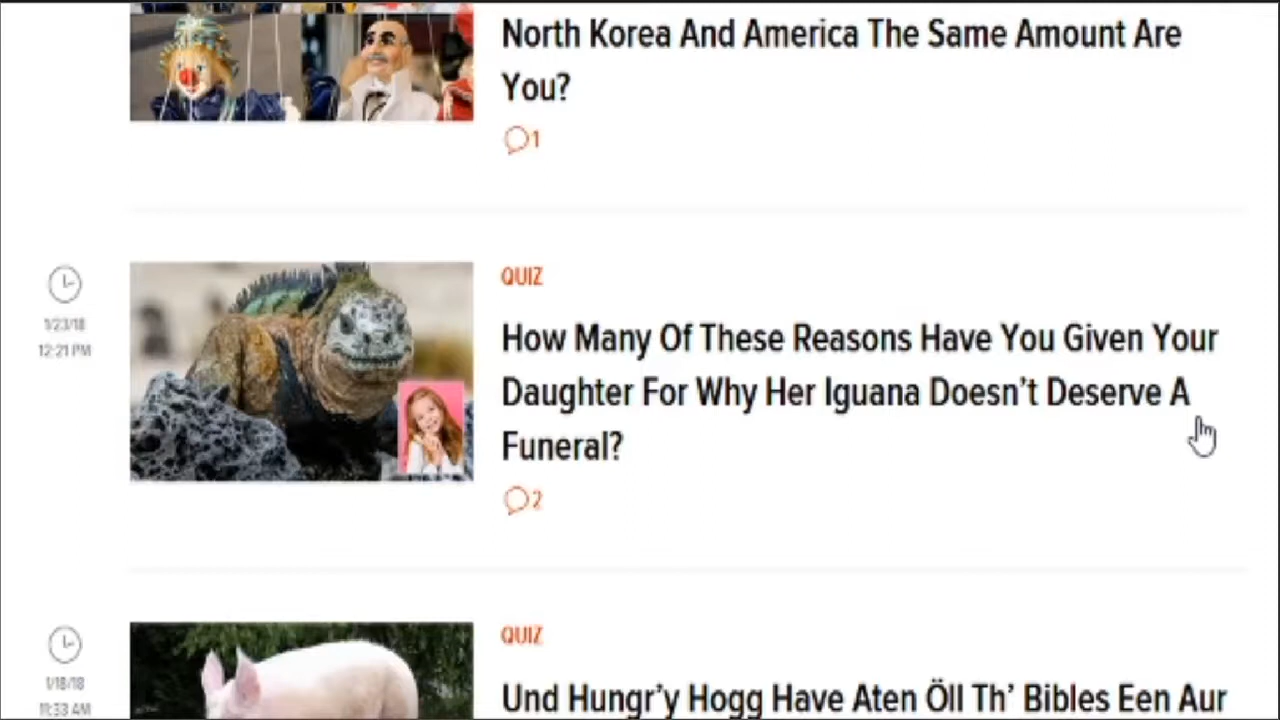 North Korea And America The Same Amount Are
You?
1
QUIZ
1/23/18
12:21 PM
How Many Of These Reasons Have You Given Your
Daughter For Why Her Iguana Doesn't Deserve A
Funeral?
2
QUIZ
1/18/18
11:33 AM
Und Hungr'y Hogg Have Aten Öll Th' Bibles Een Aur